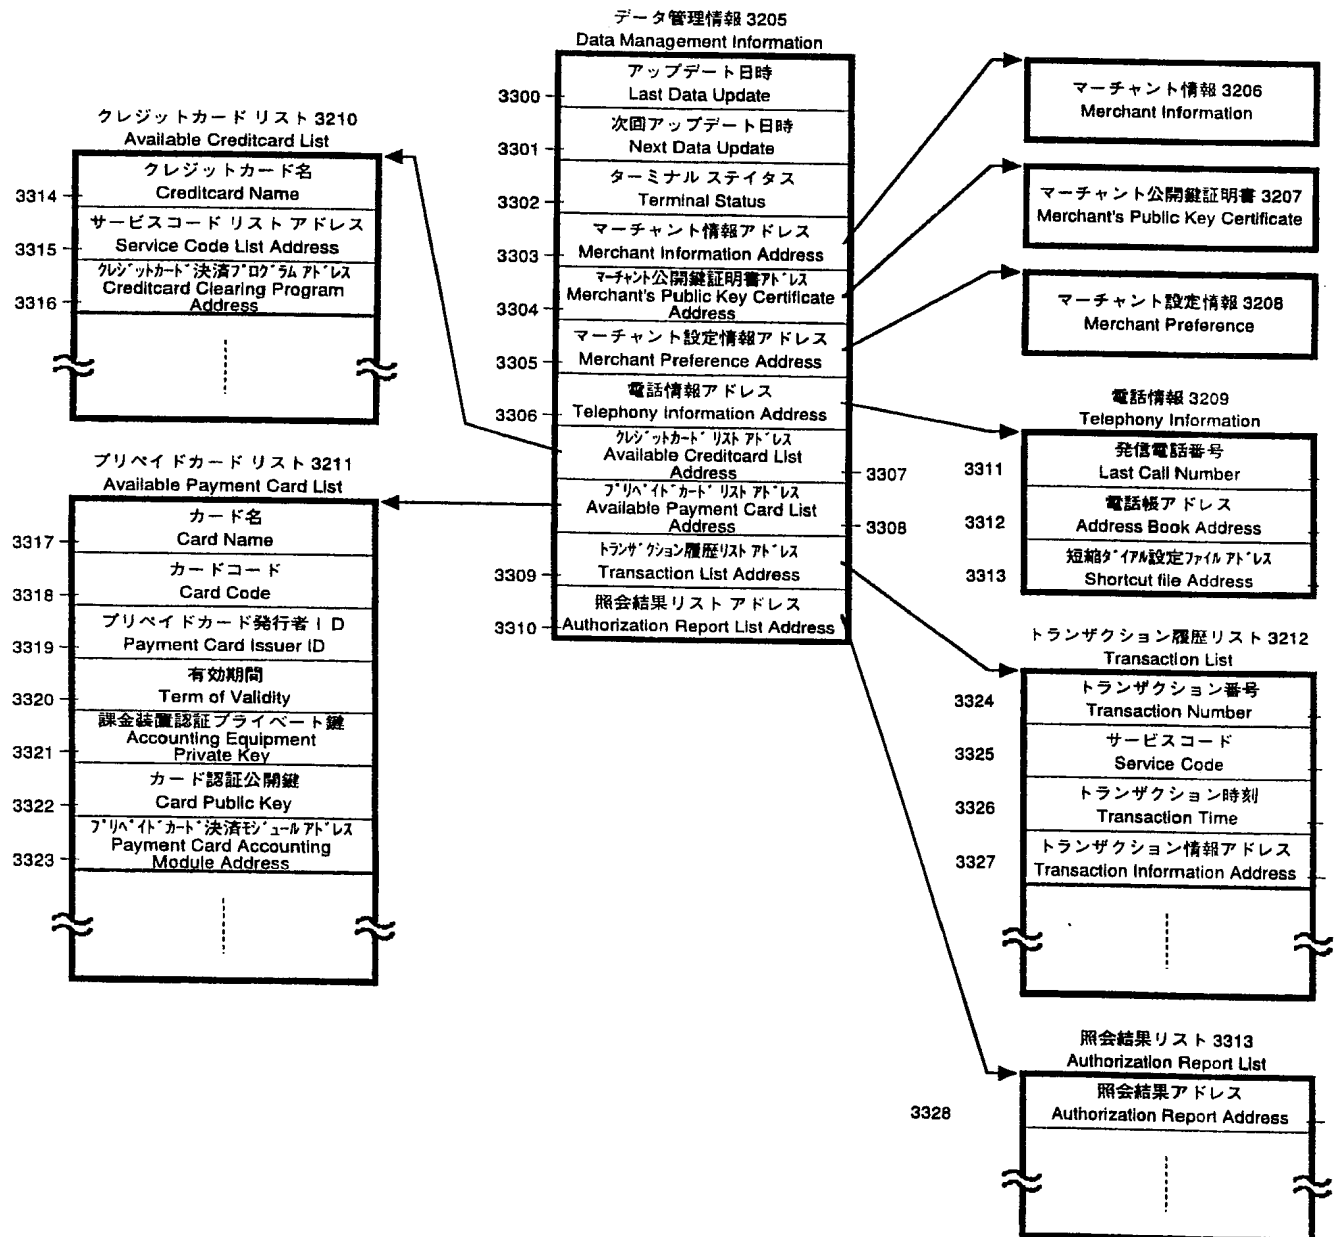 データ管理情報 3205
Data Management Information
アップデート日時
Last Data Update
3300
次回アップデート日時
Next Data Update
3301
ターミナル ステイタス
Terminal Status
3302
マーチャント情報アドレス
Merchant Information Address
3303
マーチャント公開鍵証明書アドレス
Merchant's Public Key Certificate
Address
3304
マーチャント設定情報アドレス
Merchant Preference Address
3305
電話情報アドレス
Telephony Information Address
3306
クレジットカード リスト アドレス
Available Creditcard List
Address
3307
プリペイドカード リスト アドレス
Available Payment Card List
Address
3308
トランザクション履歴リスト アドレス
Transaction List Address
3309
照会結果リスト アドレス
Authorization Report List Address
3310
クレジットカード リスト 3210
Available Creditcard List
クレジットカード名
Creditcard Name
3314
サービスコード リスト アドレス
Service Code List Address
3315
クレジットカード決済プログラム アドレス
Creditcard Clearing Program
Address
3316
プリペイドカード リスト 3211
Available Payment Card List
カード名
Card Name
3317
カードコード
Card Code
3318
プリペイドカード発行者ＩＤ
Payment Card Issuer ID
3319
有効期間
Term of Validity
3320
課金装置認証プライベート鍵
Accounting Equipment
Private Key
3321
カード認証公開鍵
Card Public Key
3322
プリペイドカード決済モジュール アドレス
Payment Card Accounting
Module Address
3323
マーチャント情報 3206
Merchant Information
マーチャント公開鍵証明書 3207
Merchant's Public Key Certificate
マーチャント設定情報 3208
Merchant Preference
電話情報 3209
Telephony Information
発信電話番号
Last Call Number
3311
電話帳アドレス
Address Book Address
3312
短縮ダイアル設定ファイル アドレス
Shortcut file Address
3313
トランザクション履歴リスト 3212
Transaction List
トランザクション番号
Transaction Number
3324
サービスコード
Service Code
3325
トランザクション時刻
Transaction Time
3326
トランザクション情報アドレス
Transaction Information Address
3327
照会結果リスト 3313
Authorization Report List
照会結果アドレス
Authorization Report Address
3328